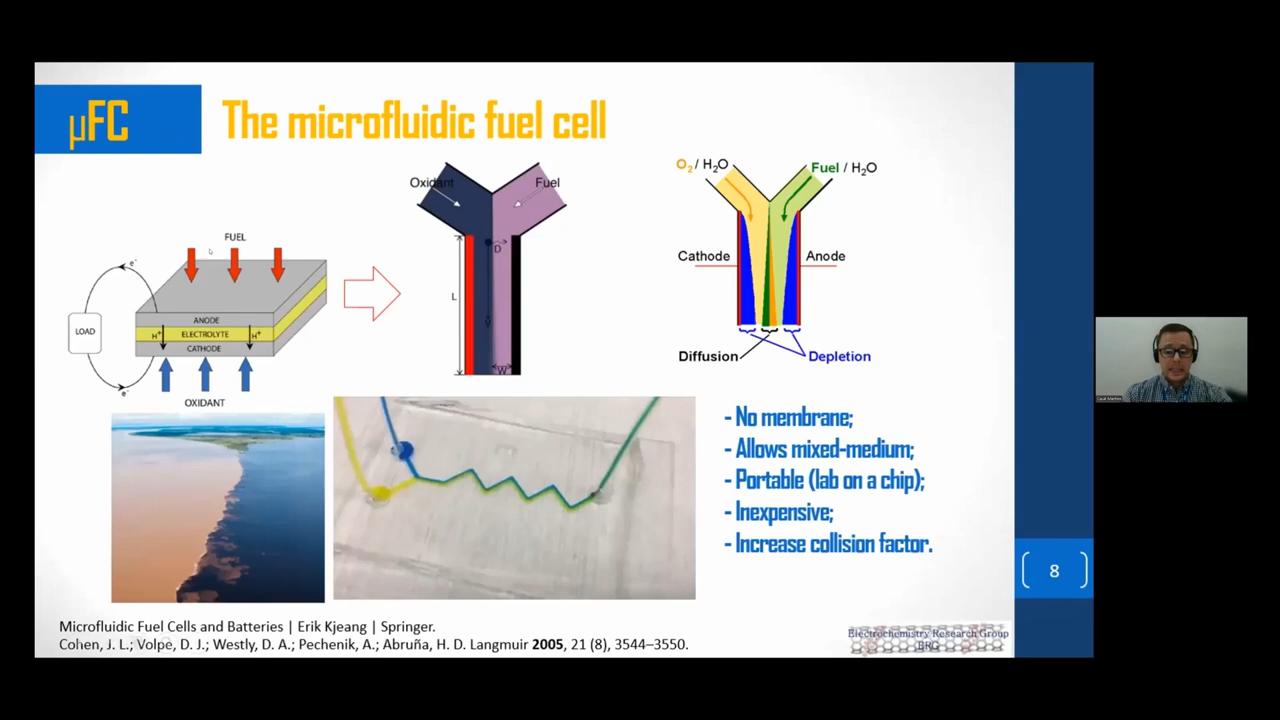 μFC
The microfluidic fuel cell
FUEL
e-
LOAD
ANODE
H+ ELECTROLYTE H+
CATHODE
e-
OXIDANT
Oxidant
Fuel
D
L
W
O2 / H2O
Fuel / H2O
Cathode
Anode
Diffusion
Depletion
- No membrane;
- Allows mixed-medium;
- Portable (lab on a chip);
- Inexpensive;
- Increase collision factor.
8
Microfluidic Fuel Cells and Batteries | Erik Kjeang | Springer.
Cohen, J. L.; Volpe, D. J.; Westly, D. A.; Pechenik, A.; Abruña, H. D. Langmuir 2005, 21 (8), 3544–3550.
Electrochemistry Research Group
ERG